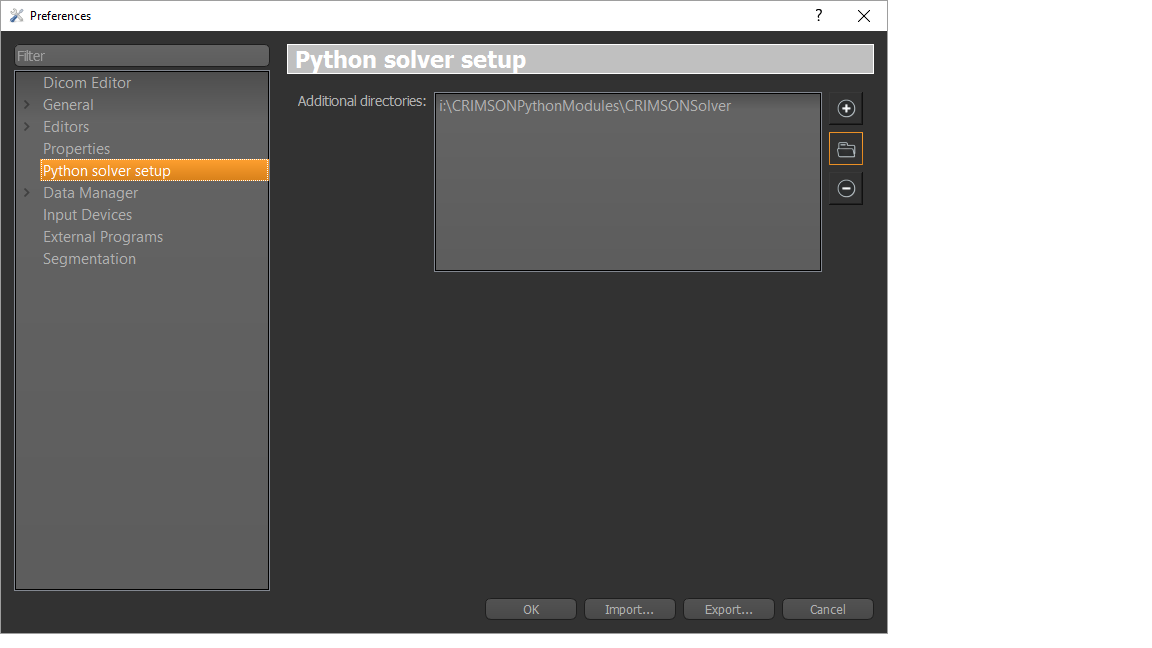 Preferences
?
Filter
Dicom Editor
General
Editors
Properties
Python solver setup
Data Manager
Input Devices
External Programs
Segmentation
Python solver setup
Additional directories:
i:\CRIMSONPythonModules\CRIMSONSolver
OK
Import...
Export...
Cancel